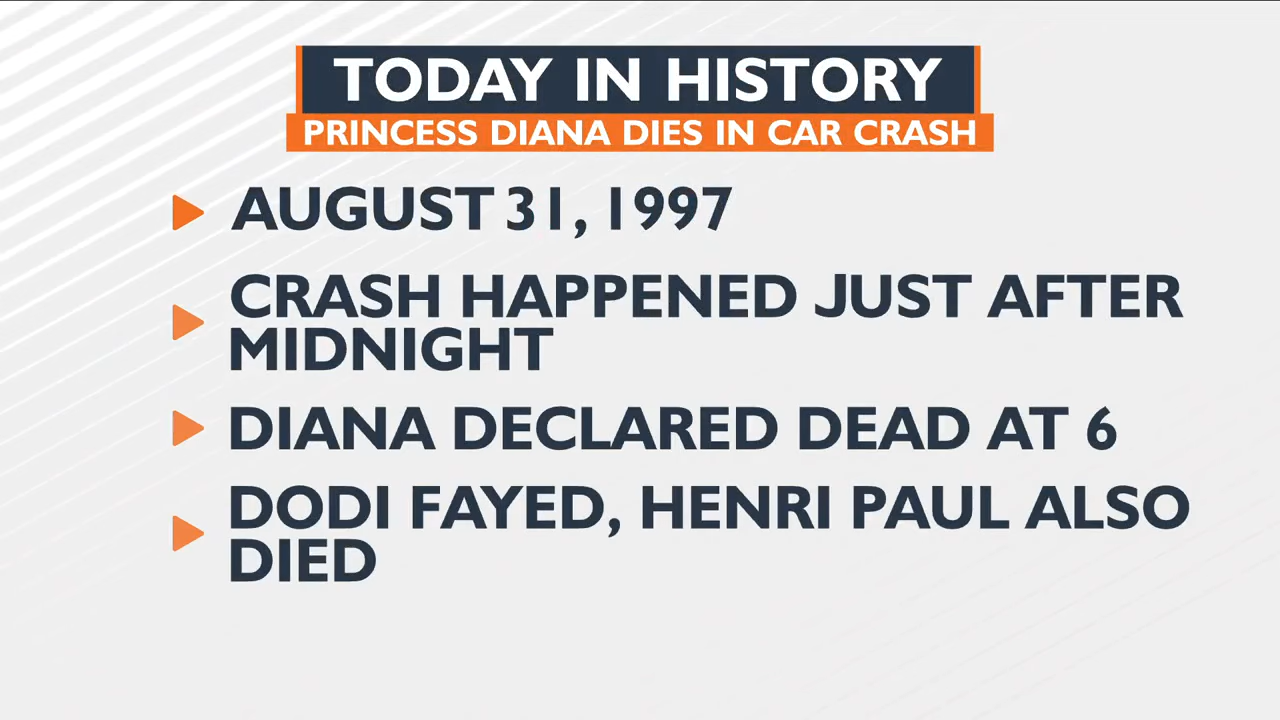 TODAY IN HISTORY
PRINCESS DIANA DIES IN CAR CRASH
AUGUST 31, 1997
CRASH HAPPENED JUST AFTER
MIDNIGHT
DIANA DECLARED DEAD AT 6
DODI FAYED, HENRI PAUL ALSO
DIED